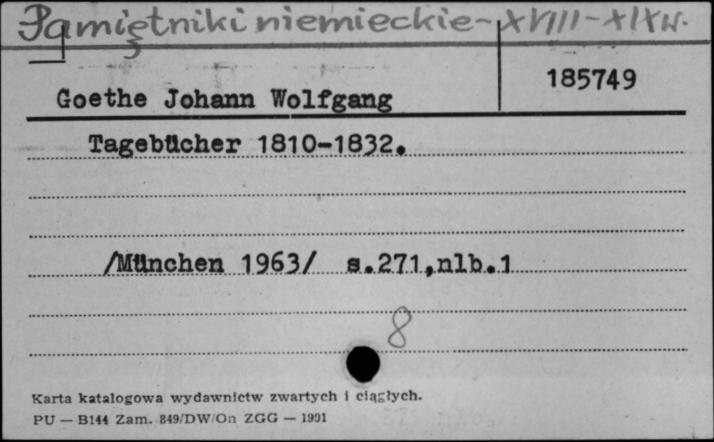 Pamiętniki niemieckie - XVIII - XIX w.
185749
Goethe Johann Wolfgang
Tagebücher 1810-1832.
/München 1963/ s.271,nlb.1
8
Karta katalogowa wydawnictw zwartych i ciągłych.
PU — B144 Zam. 849/DW/On ZGG — 1991